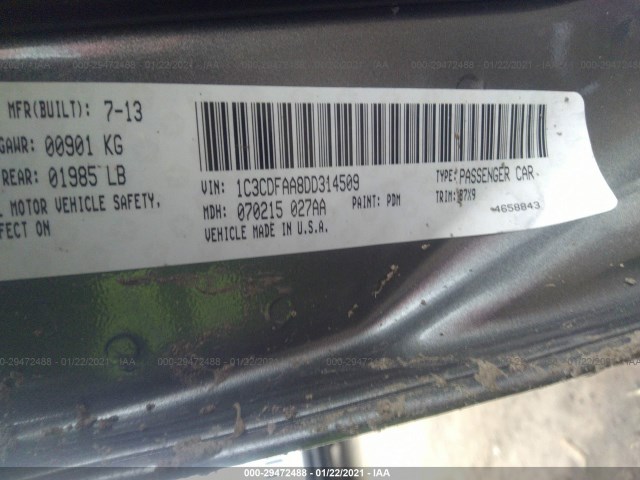 MFR(BUILT): 7-13
GAWR: 00901 KG
REAR: 01985 LB
MOTOR VEHICLE SAFETY,
ON
VIN: 1C3CDFAA8DD314509
TYPE: PASSENGER CAR
MDH: 070215 027AA
PAINT: PDM
TRIM:
VEHICLE MADE IN U.S.A.
4658843
000-29472488 - 01/22/2021 - IAA